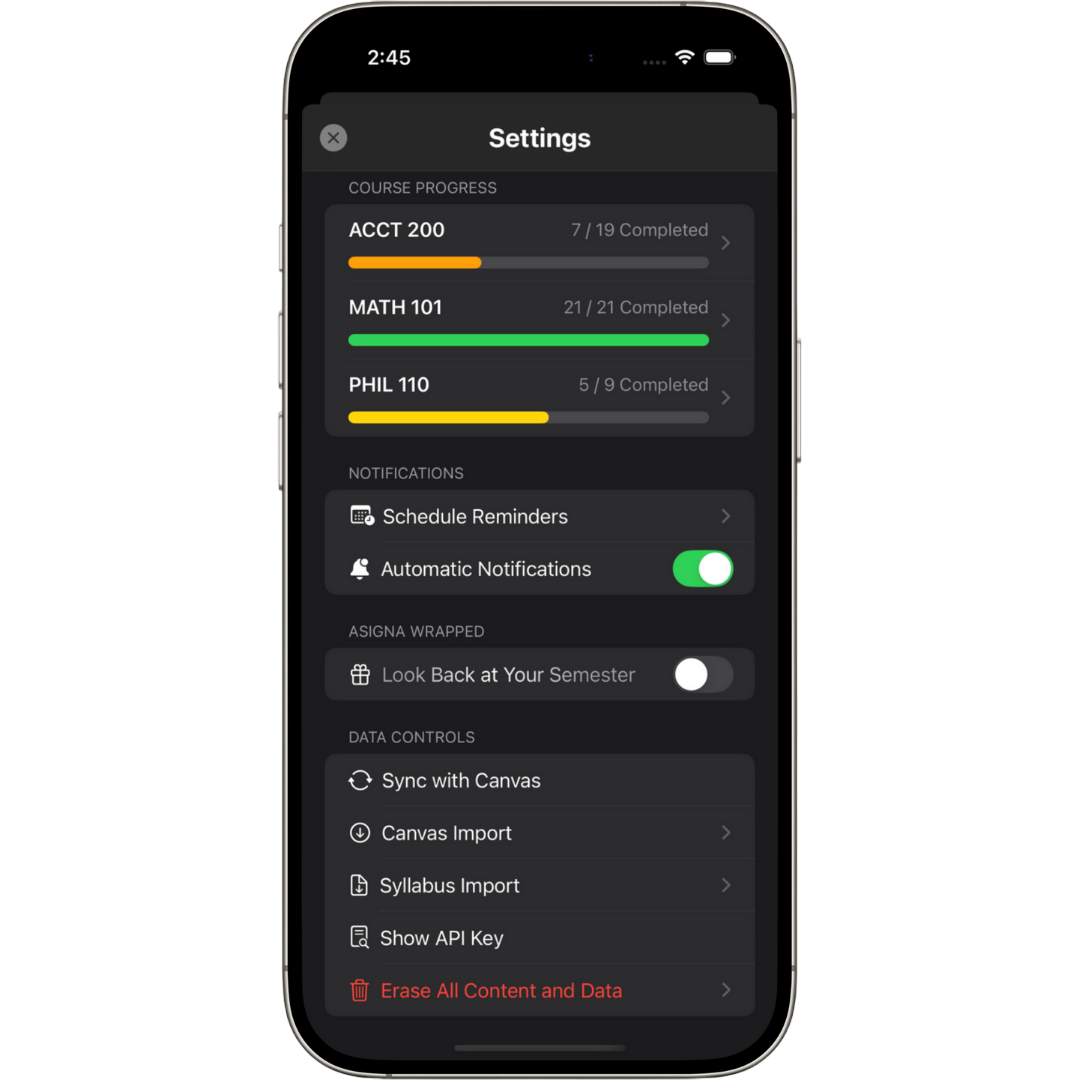 2:45
Settings
COURSE PROGRESS
ACCT 200 7 / 19 Completed
MATH 101 21 / 21 Completed
PHIL 110 5 / 9 Completed
NOTIFICATIONS
Schedule Reminders
Automatic Notifications
ASIGNA WRAPPED
Look Back at Your Semester
DATA CONTROLS
Sync with Canvas
Canvas Import
Syllabus Import
Show API Key
Erase All Content and Data